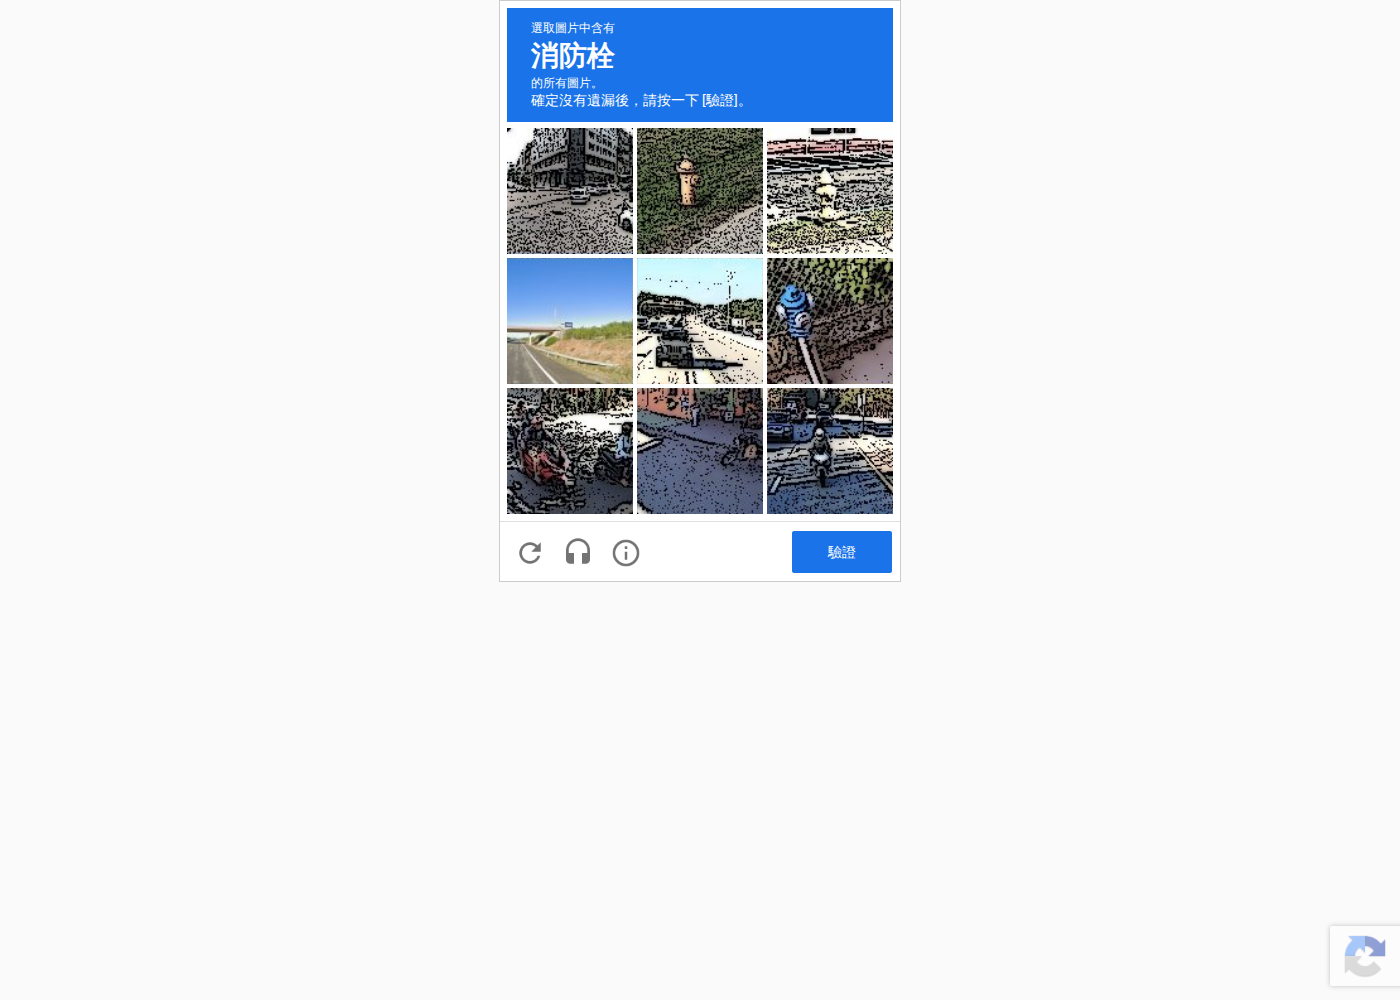 選取圖片中含有
消防栓
的所有圖片。
確定沒有遺漏後，請按一下 [驗證]。
驗證